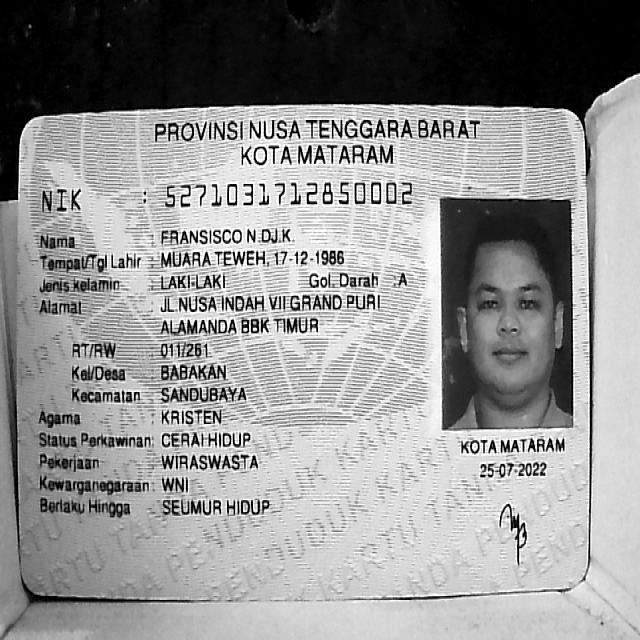 PROVINSI NUSA TENGGARA BARAT
KOTA MATARAM
NIK : 5271031712850002
Nama : FRANSISCO N.DJ.K.
Tempat/Tgl Lahir : MUARA TEWEH, 17-12-1986
Jenis kelamin : LAKI-LAKI Gol. Darah :A
Alamat : JL NUSA INDAH VII GRAND PURI
ALAMANDA BBK TIMUR
RT/RW : 011/261
Kel/Desa : BABAKAN
Kecamatan : SANDUBAYA
Agama : KRISTEN
Status Perkawinan: CERAI HIDUP
Pekerjaan : WIRASWASTA
Kewarganegaraan: WNI
Berlaku Hingga : SEUMUR HIDUP
KOTA MATARAM
25-07-2022